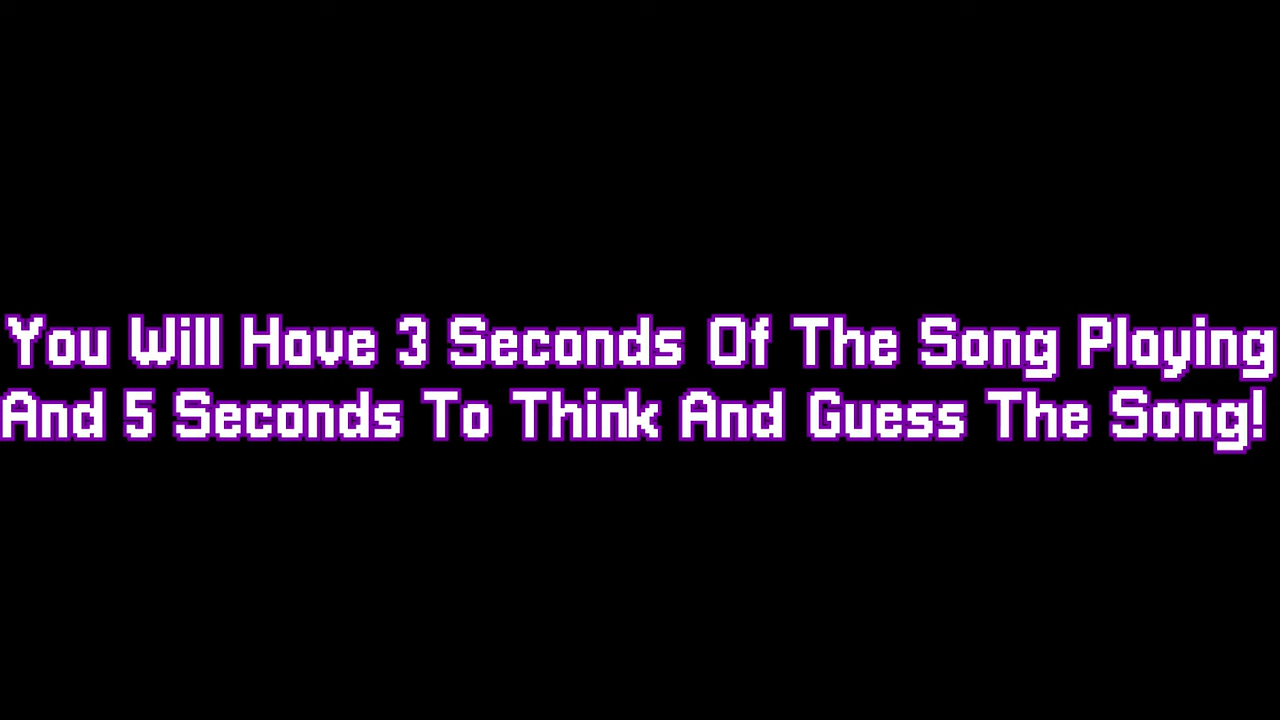 You Will Have 3 Seconds Of The Song Playing
And 5 Seconds To Think And Guess The Song!